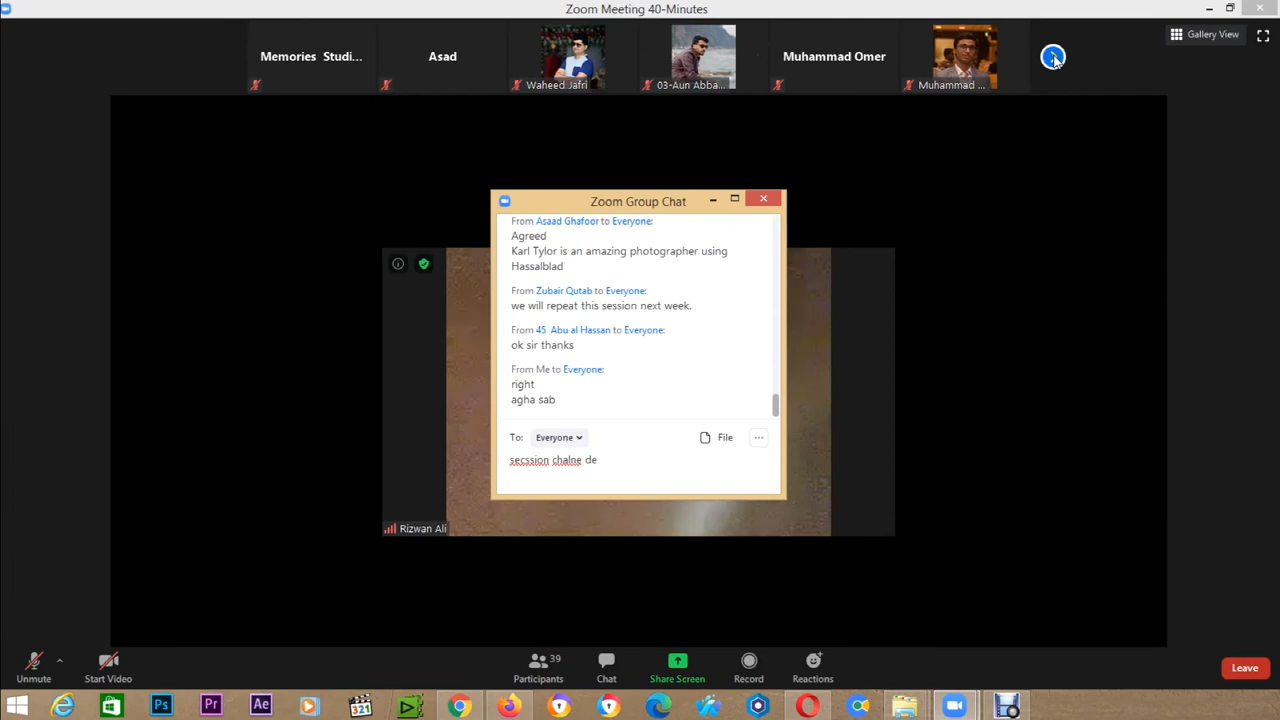 Zoom Meeting 40-Minutes
Gallery View
Memories Studi...
Asad
Waheed Jafri
03-Aun Abba...
Muhammad Omer
Muhammad ...
Zoom Group Chat
From Asaad Ghafoor to Everyone:
Agreed
Karl Tylor is an amazing photographer using
Hassalblad
From Zubair Qutab to Everyone:
we will repeat this session next week.
From 45 Abu al Hassan to Everyone:
ok sir thanks
From Me to Everyone:
right
agha sab
To: Everyone File ...
secssion chalne de
Rizwan Ali
39
Unmute Start Video Participants Chat Share Screen Record Reactions Leave
Ps Pr Ae 321